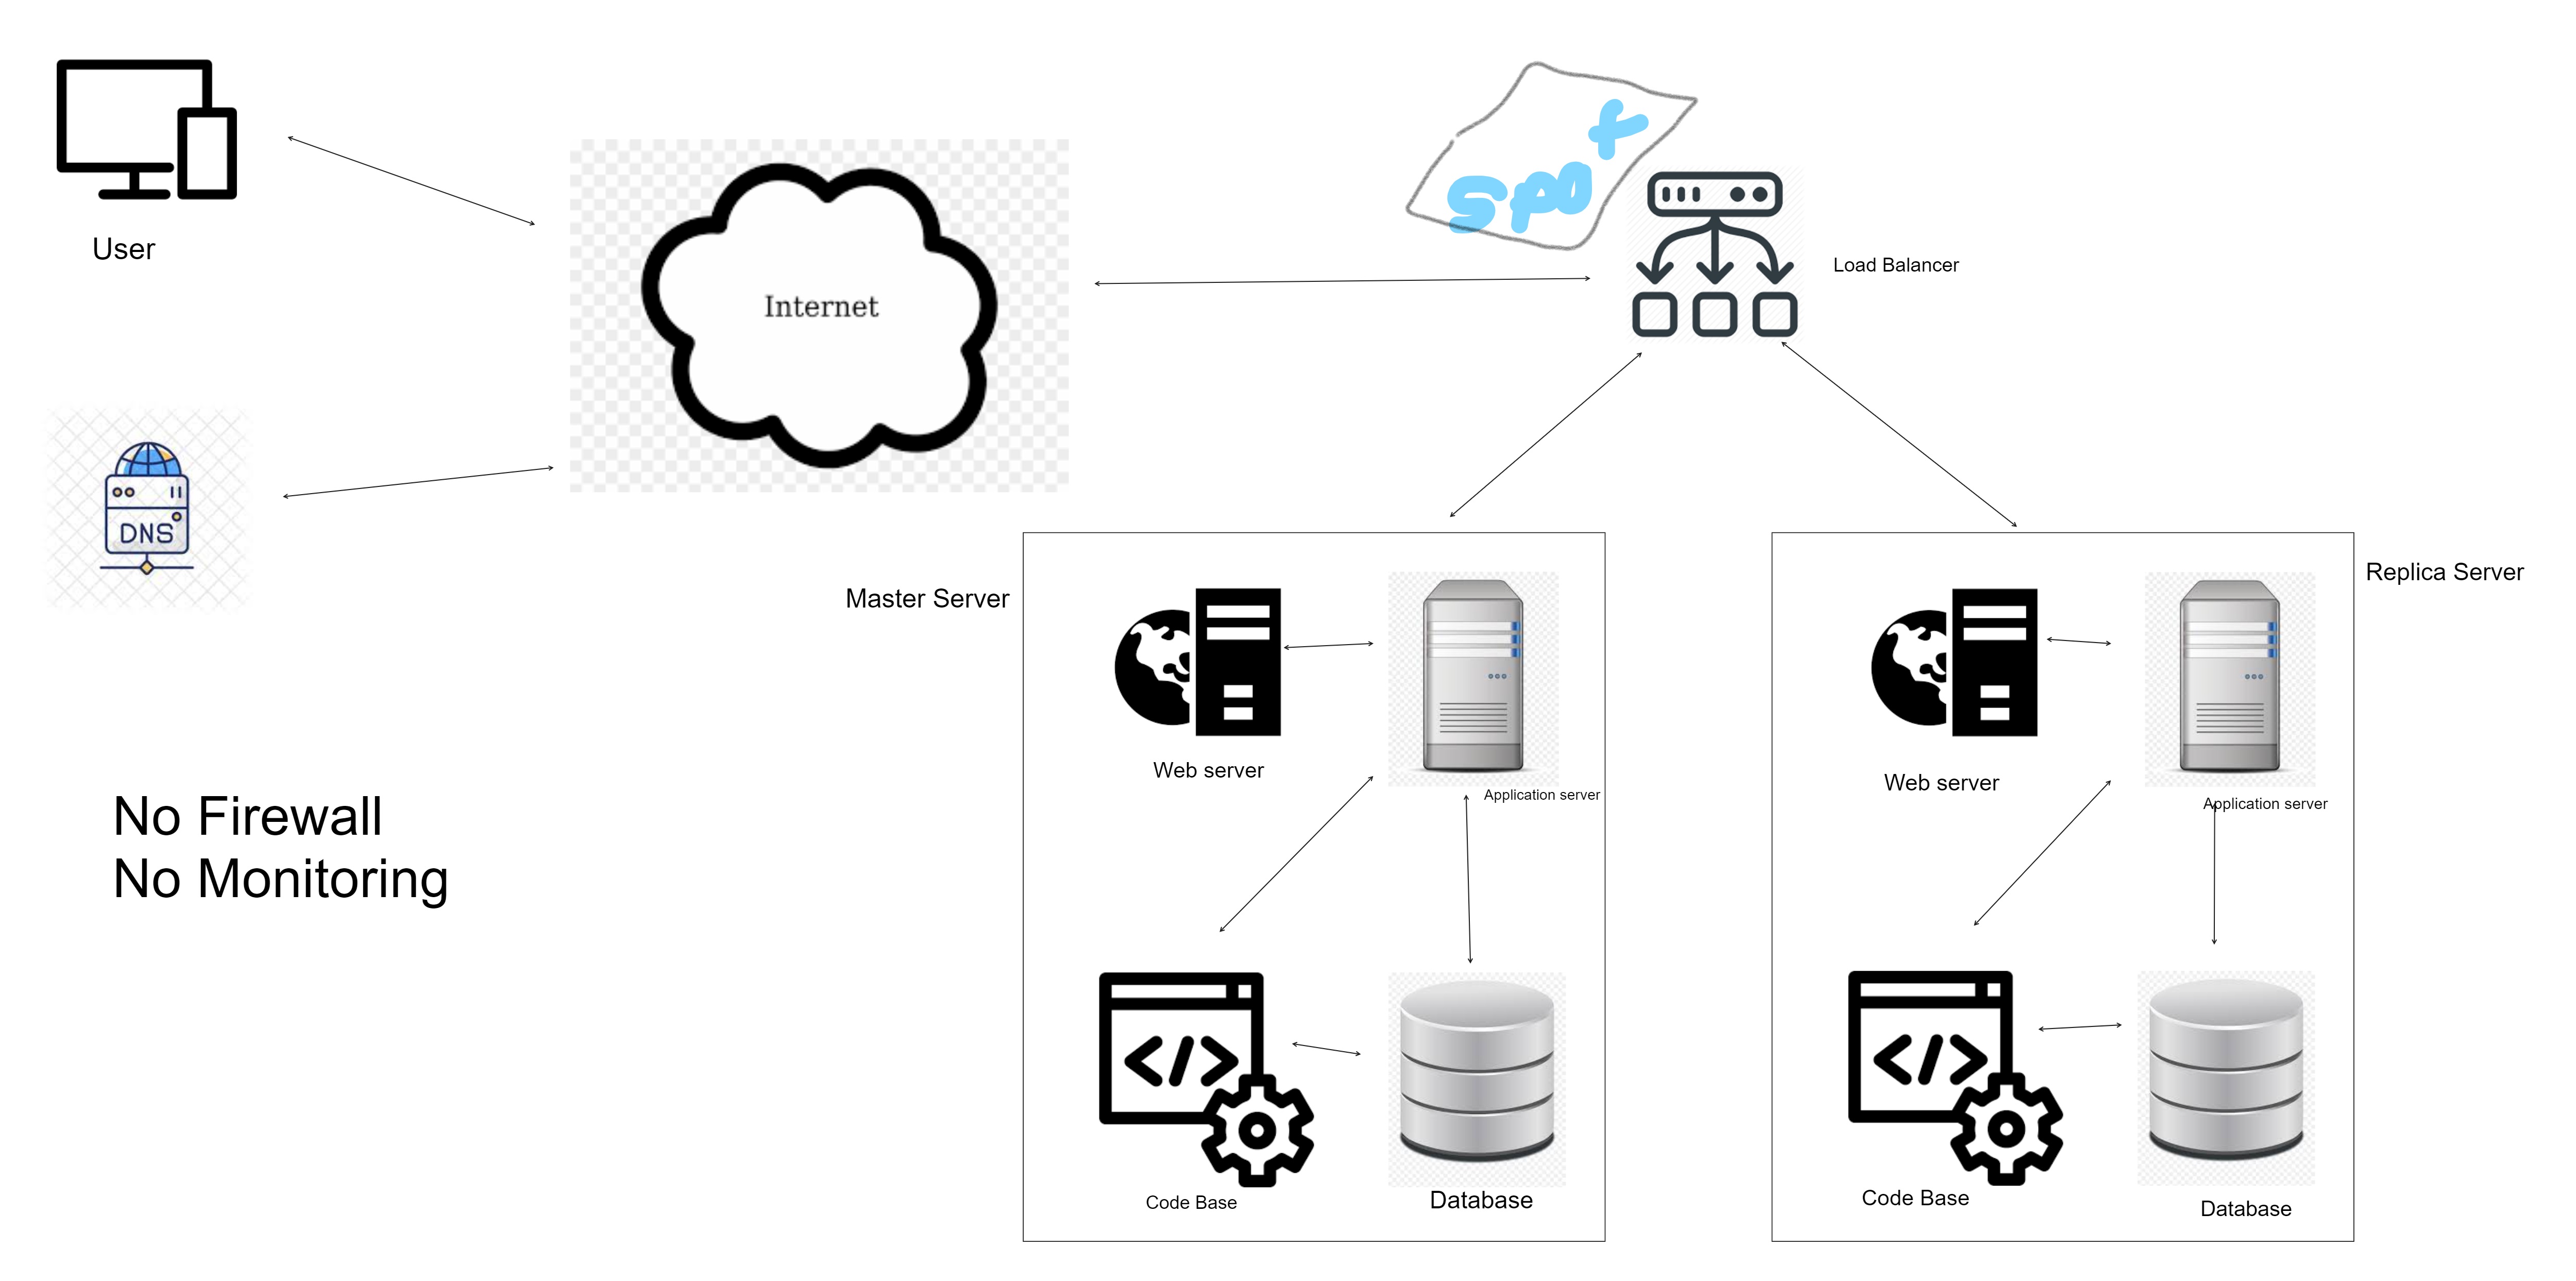 User
Internet
spof
Load Balancer
DNS
Master Server
Replica Server
Web server
Application server
Web server
Application server
No Firewall
No Monitoring
Code Base
Database
Code Base
Database